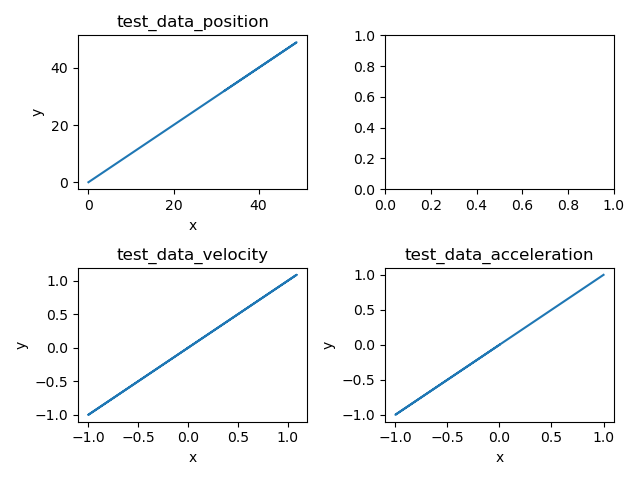 test_data_position
40
20
0
y
0 20 40
x
1.0
0.8
0.6
0.4
0.2
0.0
0.0 0.2 0.4 0.6 0.8 1.0
test_data_velocity
1.0
0.5
0.0
−0.5
−1.0
y
−1.0 −0.5 0.0 0.5 1.0
x
test_data_acceleration
1.0
0.5
0.0
−0.5
−1.0
y
−1.0 −0.5 0.0 0.5 1.0
x